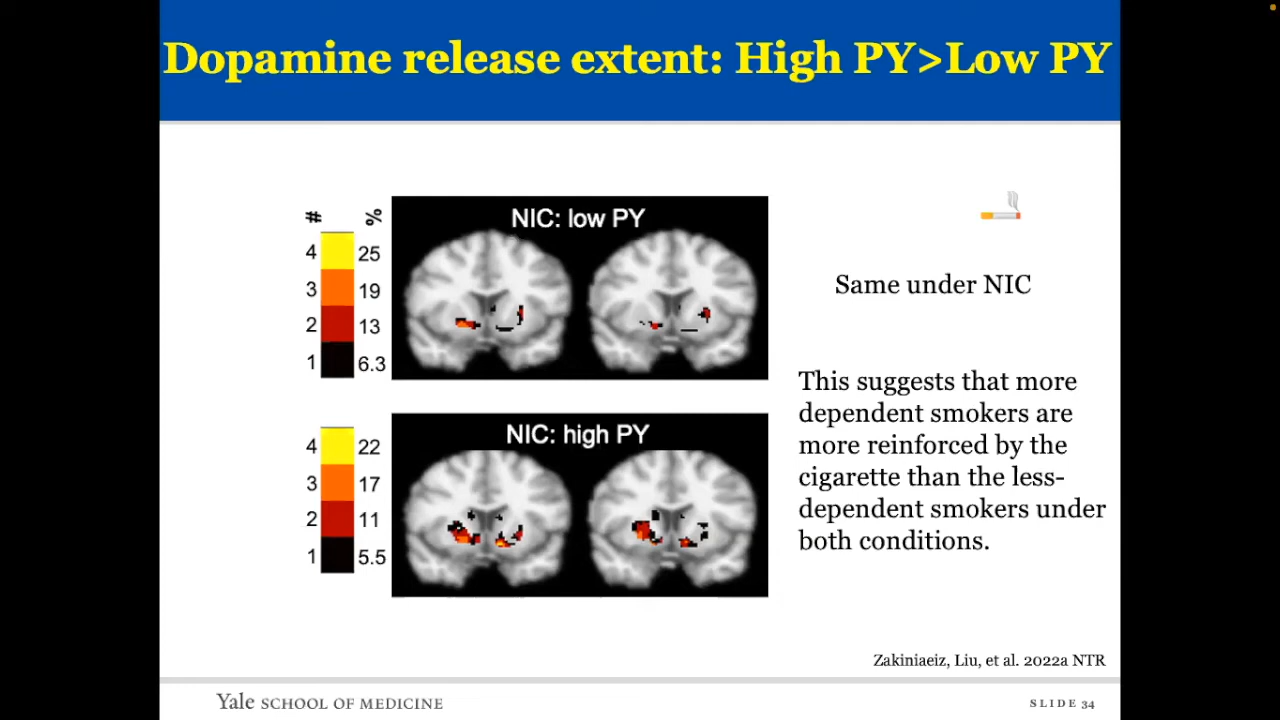 Dopamine release extent: High PY>Low PY
# %
NIC: low PY
4 25
3 19
2 13
1 6.3
Same under NIC
This suggests that more
dependent smokers are
more reinforced by the
cigarette than the less-
dependent smokers under
both conditions.
NIC: high PY
4 22
3 17
2 11
1 5.5
Zakiniaeiz, Liu, et al. 2022a NTR
Yale SCHOOL OF MEDICINE
SLIDE 34